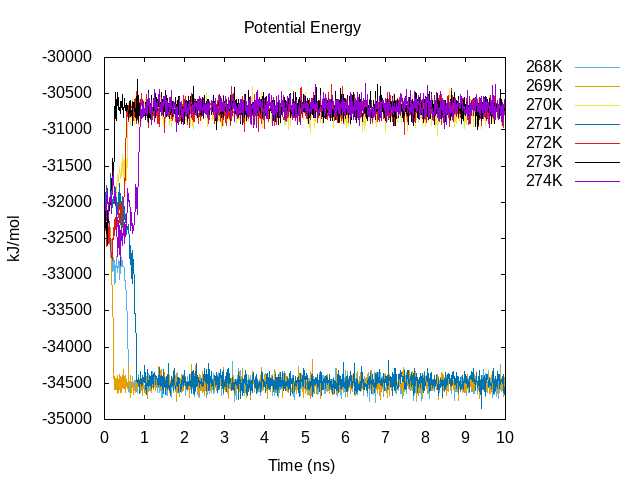 Potential Energy
-30000
-30500
-31000
-31500
-32000
-32500
-33000
-33500
-34000
-34500
-35000
kJ/mol
0 1 2 3 4 5 6 7 8 9 10
Time (ns)
268K
269K
270K
271K
272K
273K
274K